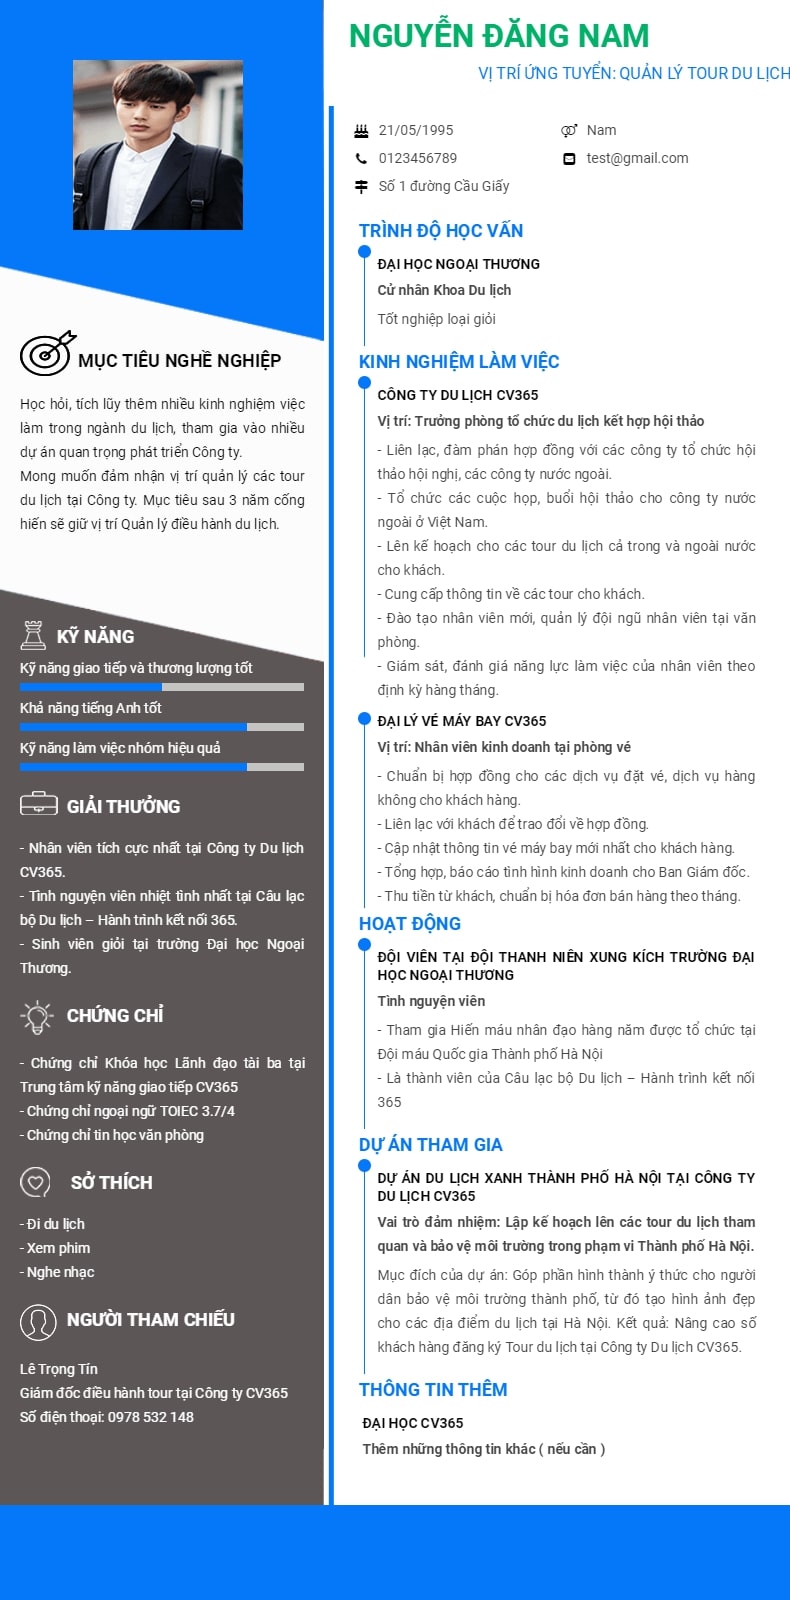 NGUYỄN ĐĂNG NAM
VỊ TRÍ ỨNG TUYỂN: QUẢN LÝ TOUR DU LỊCH
21/05/1995
Nam
0123456789
test@gmail.com
Số 1 đường Cầu Giấy
MỤC TIÊU NGHỀ NGHIỆP
Học hỏi, tích lũy thêm nhiều kinh nghiệm việc
làm trong ngành du lịch, tham gia vào nhiều
dự án quan trọng phát triển Công ty.
Mong muốn đảm nhận vị trí quản lý các tour
du lịch tại Công ty. Mục tiêu sau 3 năm cống
hiến sẽ giữ vị trí Quản lý điều hành du lịch.
KỸ NĂNG
Kỹ năng giao tiếp và thương lượng tốt
Khả năng tiếng Anh tốt
Kỹ năng làm việc nhóm hiệu quả
GIẢI THƯỞNG
- Nhân viên tích cực nhất tại Công ty Du lịch
CV365.
- Tình nguyện viên nhiệt tình nhất tại Câu lạc
bộ Du lịch – Hành trình kết nối 365.
- Sinh viên giỏi tại trường Đại học Ngoại
Thương.
CHỨNG CHỈ
- Chứng chỉ Khóa học Lãnh đạo tài ba tại
Trung tâm kỹ năng giao tiếp CV365
- Chứng chỉ ngoại ngữ TOIEC 3.7/4
- Chứng chỉ tin học văn phòng
SỞ THÍCH
- Đi du lịch
- Xem phim
- Nghe nhạc
NGƯỜI THAM CHIẾU
Lê Trọng Tín
Giám đốc điều hành tour tại Công ty CV365
Số điện thoại: 0978 532 148
TRÌNH ĐỘ HỌC VẤN
ĐẠI HỌC NGOẠI THƯƠNG
Cử nhân Khoa Du lịch
Tốt nghiệp loại giỏi
KINH NGHIỆM LÀM VIỆC
CÔNG TY DU LỊCH CV365
Vị trí: Trưởng phòng tổ chức du lịch kết hợp hội thảo
- Liên lạc, đàm phán hợp đồng với các công ty tổ chức hội
thảo hội nghị, các công ty nước ngoài.
- Tổ chức các cuộc họp, buổi hội thảo cho công ty nước
ngoài ở Việt Nam.
- Lên kế hoạch cho các tour du lịch cả trong và ngoài nước
cho khách.
- Cung cấp thông tin về các tour cho khách.
- Đào tạo nhân viên mới, quản lý đội ngũ nhân viên tại văn
phòng.
- Giám sát, đánh giá năng lực làm việc của nhân viên theo
định kỳ hàng tháng.
ĐẠI LÝ VÉ MÁY BAY CV365
Vị trí: Nhân viên kinh doanh tại phòng vé
- Chuẩn bị hợp đồng cho các dịch vụ đặt vé, dịch vụ hàng
không cho khách hàng.
- Liên lạc với khách để trao đổi về hợp đồng.
- Cập nhật thông tin vé máy bay mới nhất cho khách hàng.
- Tổng hợp, báo cáo tình hình kinh doanh cho Ban Giám đốc.
- Thu tiền từ khách, chuẩn bị hóa đơn bán hàng theo tháng.
HOẠT ĐỘNG
ĐỘI VIÊN TẠI ĐỘI THANH NIÊN XUNG KÍCH TRƯỜNG ĐẠI
HỌC NGOẠI THƯƠNG
Tình nguyện viên
- Tham gia Hiến máu nhân đạo hàng năm được tổ chức tại
Đội máu Quốc gia Thành phố Hà Nội
- Là thành viên của Câu lạc bộ Du lịch – Hành trình kết nối
365
DỰ ÁN THAM GIA
DỰ ÁN DU LỊCH XANH THÀNH PHỐ HÀ NỘI TẠI CÔNG TY
DU LỊCH CV365
Vai trò đảm nhiệm: Lập kế hoạch lên các tour du lịch tham
quan và bảo vệ môi trường trong phạm vi Thành phố Hà Nội.
Mục đích của dự án: Góp phần hình thành ý thức cho người
dân bảo vệ môi trường thành phố, từ đó tạo hình ảnh đẹp
cho các địa điểm du lịch tại Hà Nội. Kết quả: Nâng cao số
khách hàng đăng ký Tour du lịch tại Công ty Du lịch CV365.
THÔNG TIN THÊM
ĐẠI HỌC CV365
Thêm những thông tin khác ( nếu cần )